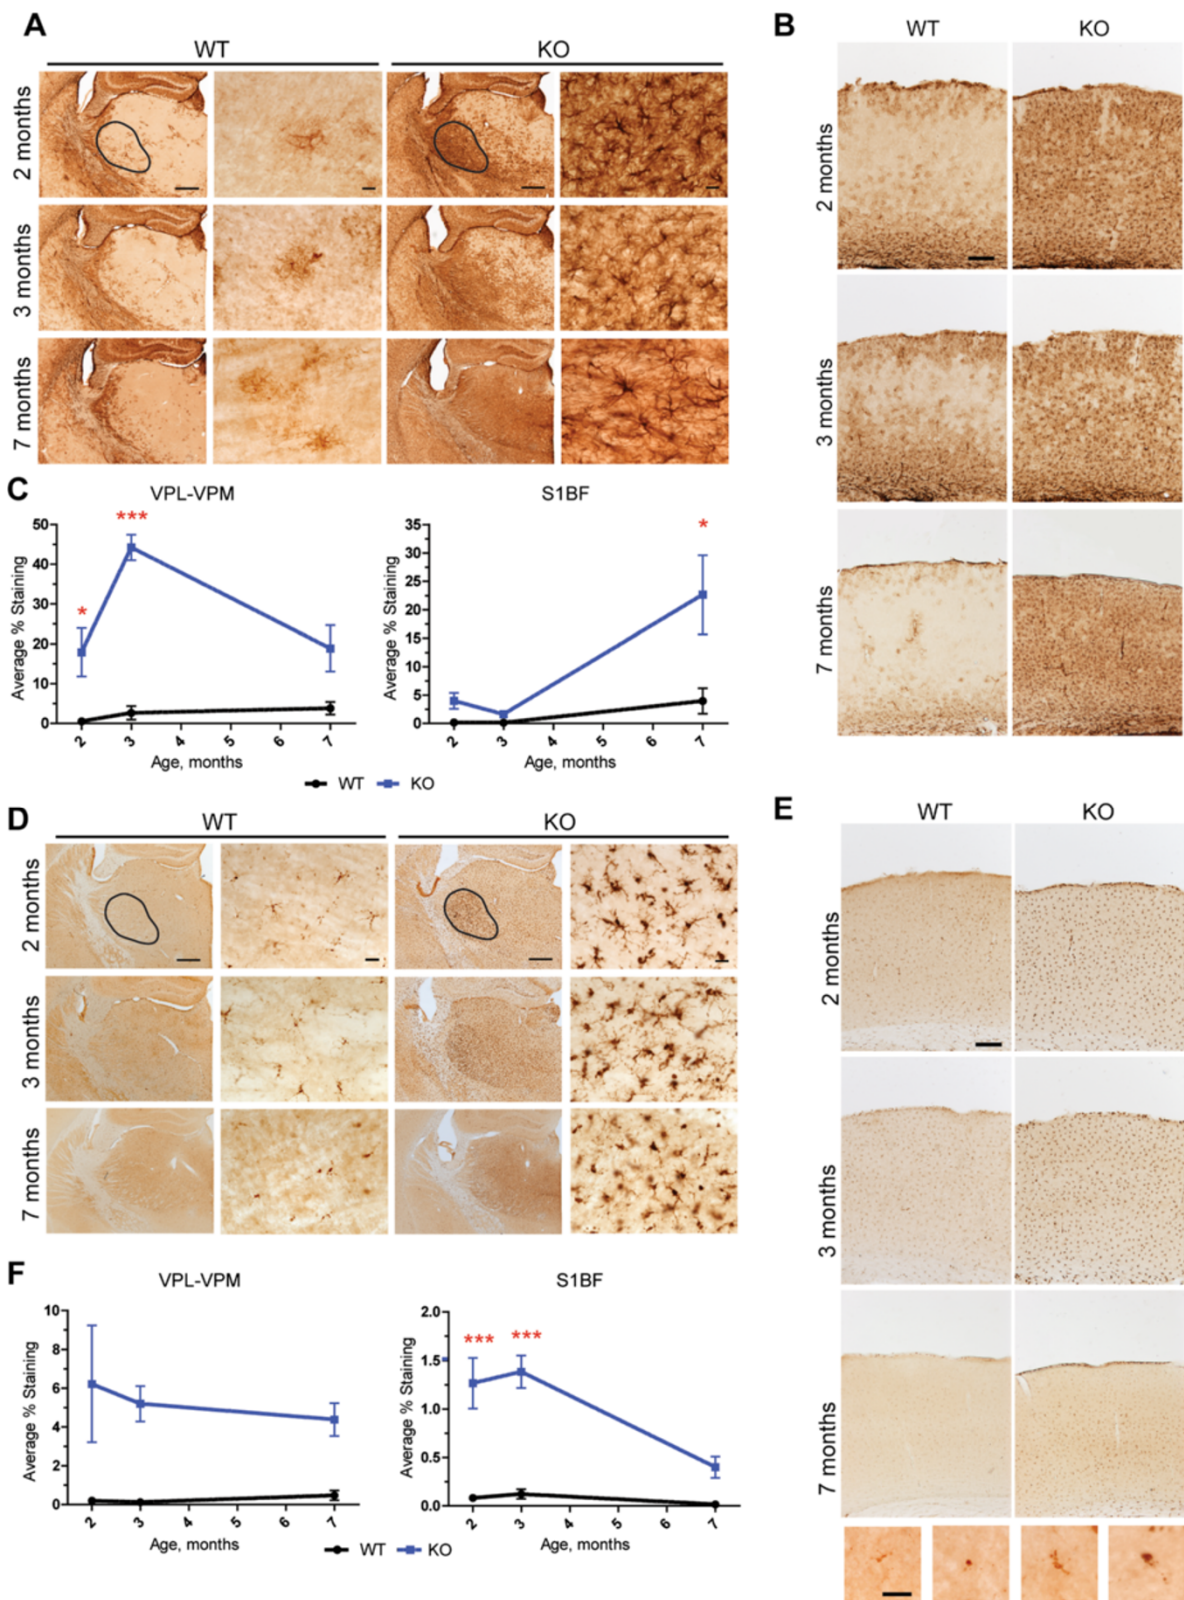 A
WT
KO
2 months
3 months
7 months
B
WT
KO
2 months
3 months
7 months
C
VPL-VPM
***
*
Average % Staining
50
40
30
20
10
0
2
3
4
5
6
7
Age, months
S1BF
*
Average % Staining
35
30
25
20
15
10
5
0
2
3
4
5
6
7
Age, months
WT
KO
D
WT
KO
2 months
3 months
7 months
E
WT
KO
2 months
3 months
7 months
F
VPL-VPM
Average % Staining
10
8
6
4
2
0
2
3
4
5
6
7
Age, months
S1BF
***
***
Average % Staining
2.0
1.5
1.0
0.5
0.0
2
3
4
5
6
7
Age, months
WT
KO